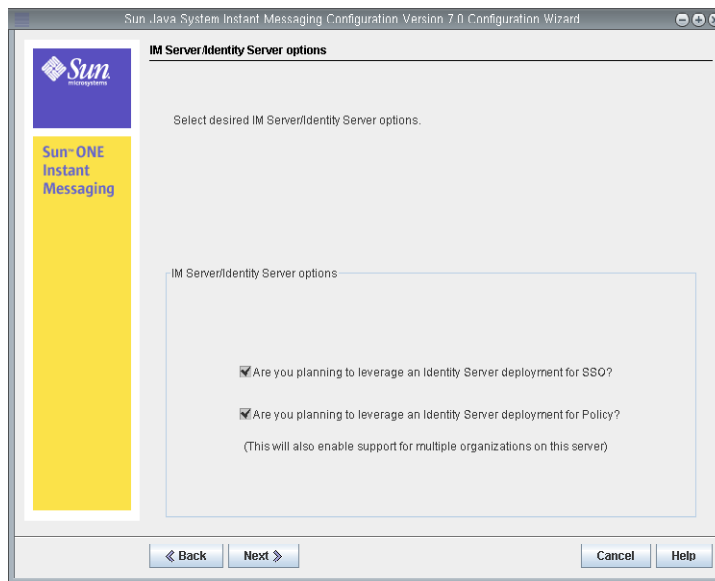 Sun Java System Instant Messaging Configuration Version 7.0 Configuration Wizard
Sun
microsystems
Sun™ ONE
Instant
Messaging
IM Server/Identity Server options
Select desired IM Server/Identity Server options.
IM Server/Identity Server options
Are you planning to leverage an Identity Server deployment for SSO?
Are you planning to leverage an Identity Server deployment for Policy?
(This will also enable support for multiple organizations on this server)
Back
Next
Cancel
Help